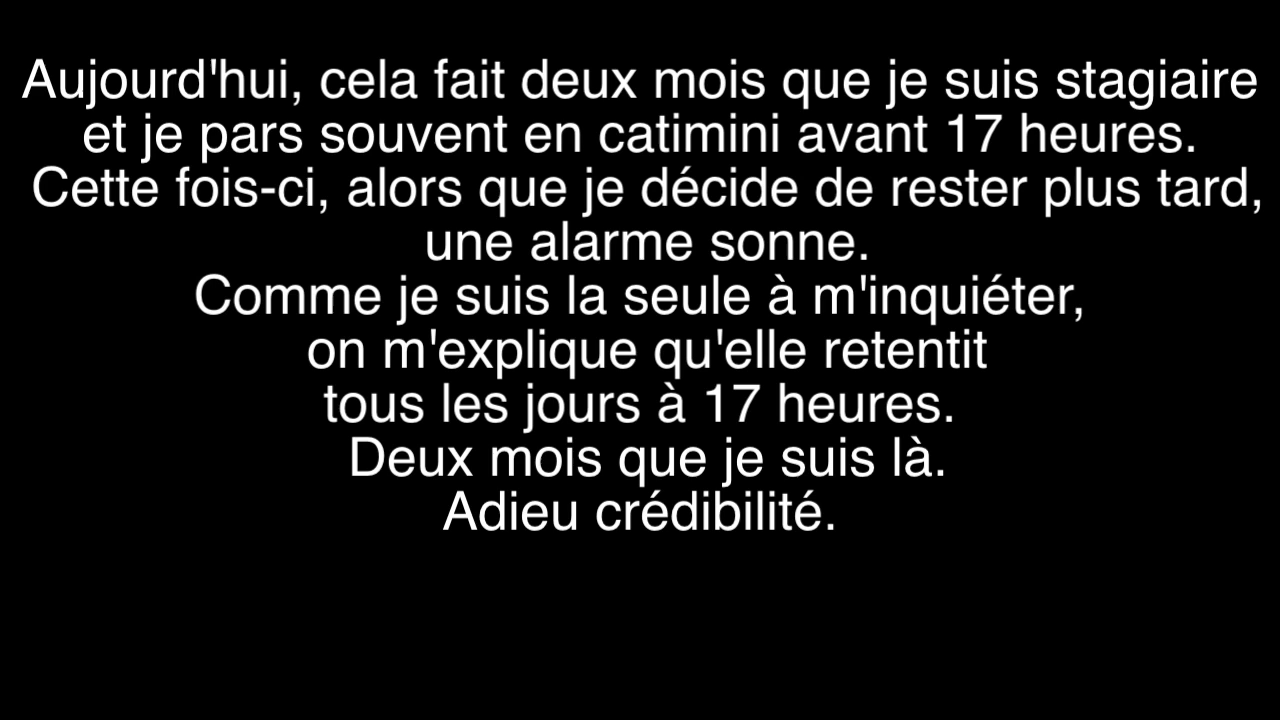 Aujourd'hui, cela fait deux mois que je suis stagiaire
et je pars souvent en catimini avant 17 heures.
Cette fois-ci, alors que je décide de rester plus tard,
une alarme sonne.
Comme je suis la seule à m'inquiéter,
on m'explique qu'elle retentit
tous les jours à 17 heures.
Deux mois que je suis là.
Adieu crédibilité.